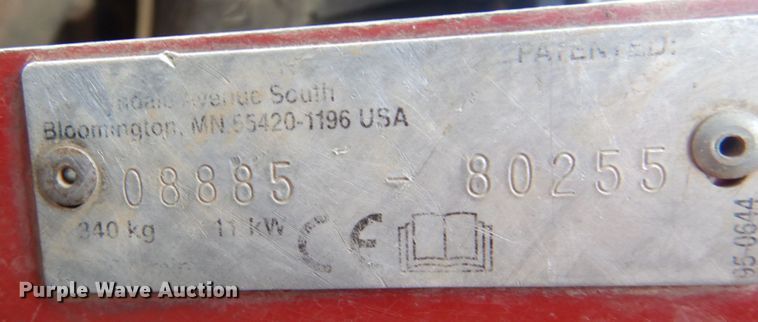 PATENTED:
Avenue South
Bloomington, MN 55420-1196 USA
08885 - 80255
340 kg 11 kW
CE
95-0644
Purple Wave Auction